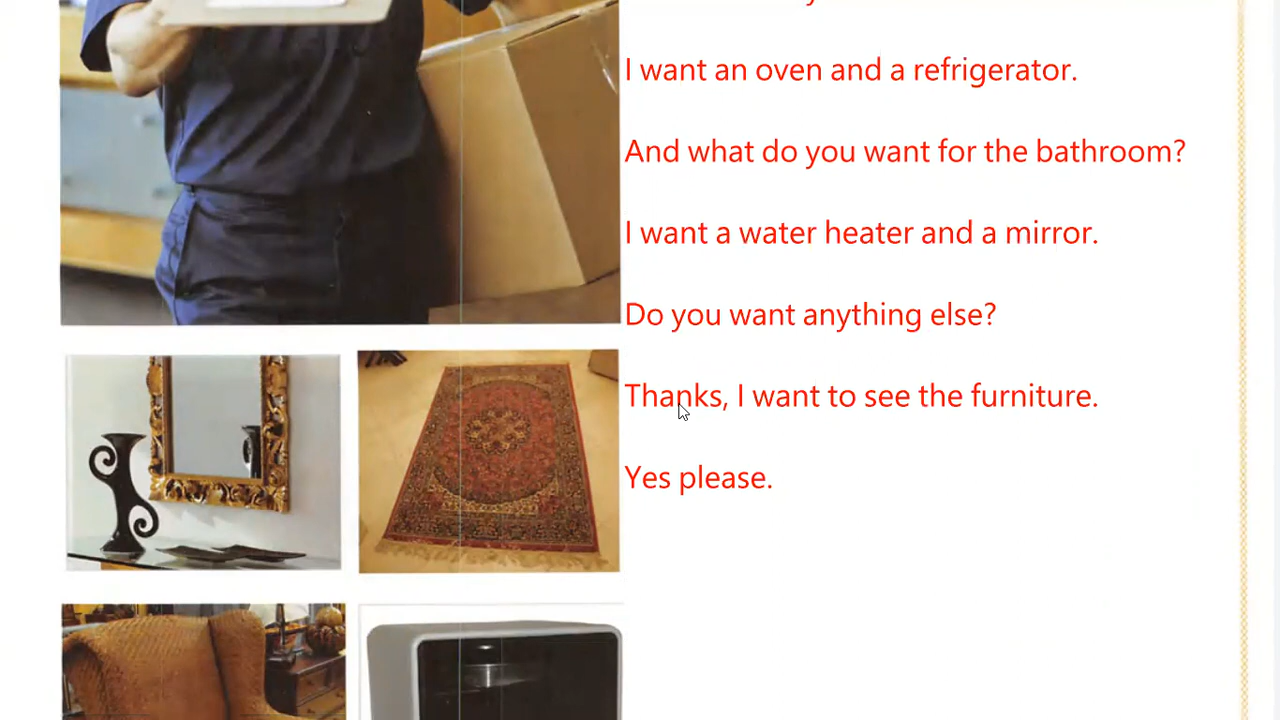 I want an oven and a refrigerator.
And what do you want for the bathroom?
I want a water heater and a mirror.
Do you want anything else?
Thanks, I want to see the furniture.
Yes please.